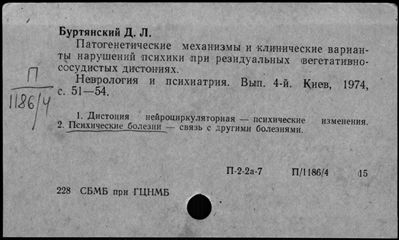 Буртянский Д. Л.
Патогенетические механизмы и клинические вариан-
ты нарушений психики при резидуальных вегетативно-
сосудистых дистониях.
Неврология и психиатрия. Вып. 4-й. Киев, 1974,
с. 51—54.
П
1186/4
1. Дистония нейроциркуляторная — психические изменения.
2. Психические болезни — связь с другими болезнями.
П-2-2а-7 П/1186/4 15
228 СБМБ при ГЦНМБ